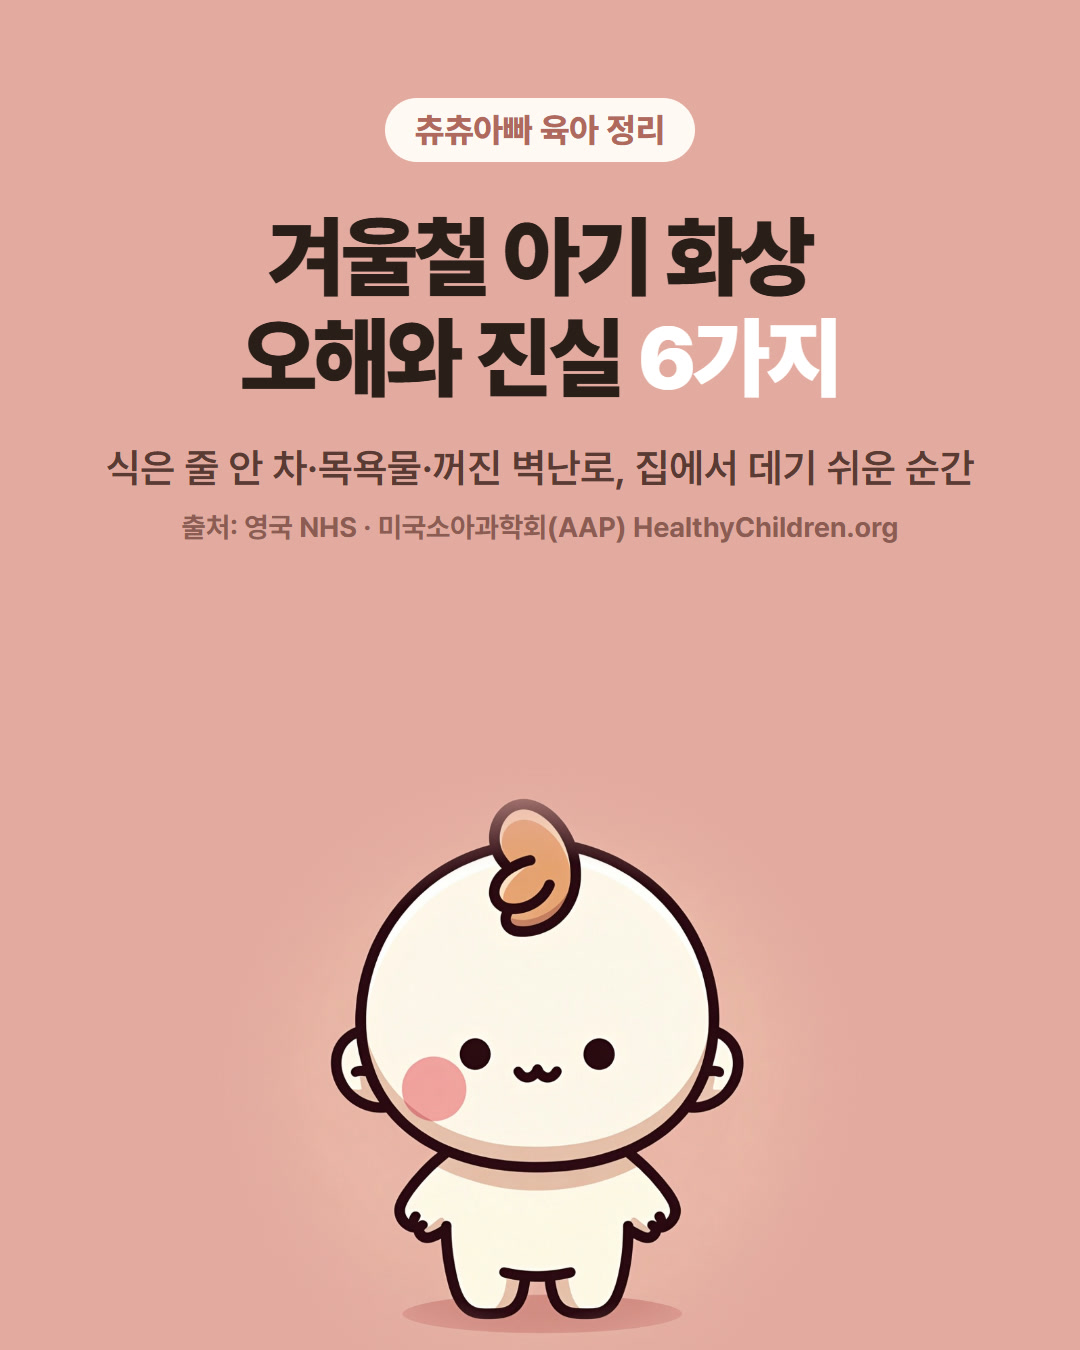 츄츄아빠 육아 정리
겨울철 아기 화상
오해와 진실 6가지
식은 줄 안 차·목욕물·꺼진 벽난로, 집에서 데기 쉬운 순간
출처: 영국 NHS · 미국소아과학회(AAP) HealthyChildren.org